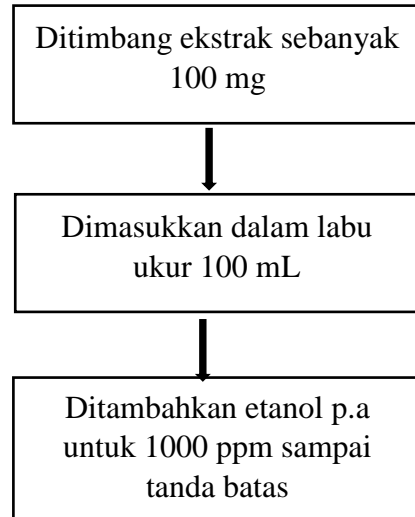 Ditimbang ekstrak sebanyak
100 mg
Dimasukkan dalam labu
ukur 100 mL
Ditambahkan etanol p.a
untuk 1000 ppm sampai
tanda batas